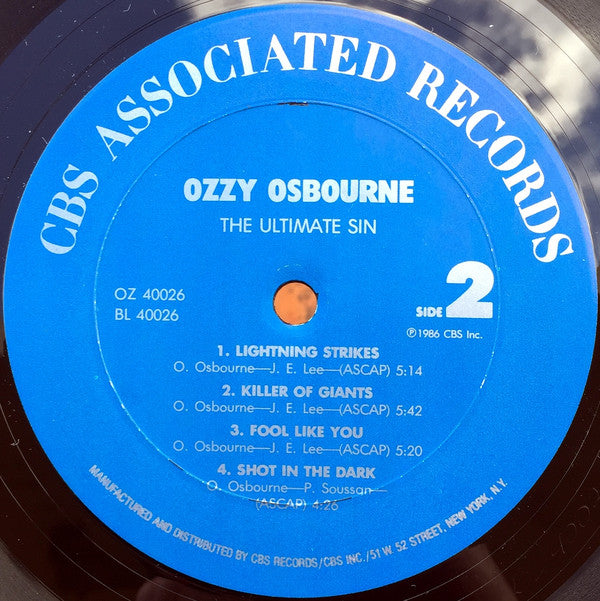 CBS ASSOCIATED RECORDS
OZZY OSBOURNE
THE ULTIMATE SIN
OZ 40026
BL 40026
SIDE 2
℗1986 CBS Inc.
1. LIGHTNING STRIKES
O. Osbourne—J. E. Lee—(ASCAP) 5:14
2. KILLER OF GIANTS
O. Osbourne—J. E. Lee—(ASCAP) 5:42
3. FOOL LIKE YOU
O. Osbourne—J. E. Lee—(ASCAP) 5:20
4. SHOT IN THE DARK
O. Osbourne—P. Soussan—
(ASCAP) 4:26
MANUFACTURED AND DISTRIBUTED BY CBS RECORDS/CBS INC./51 W. 52 STREET, NEW YORK, N.Y.